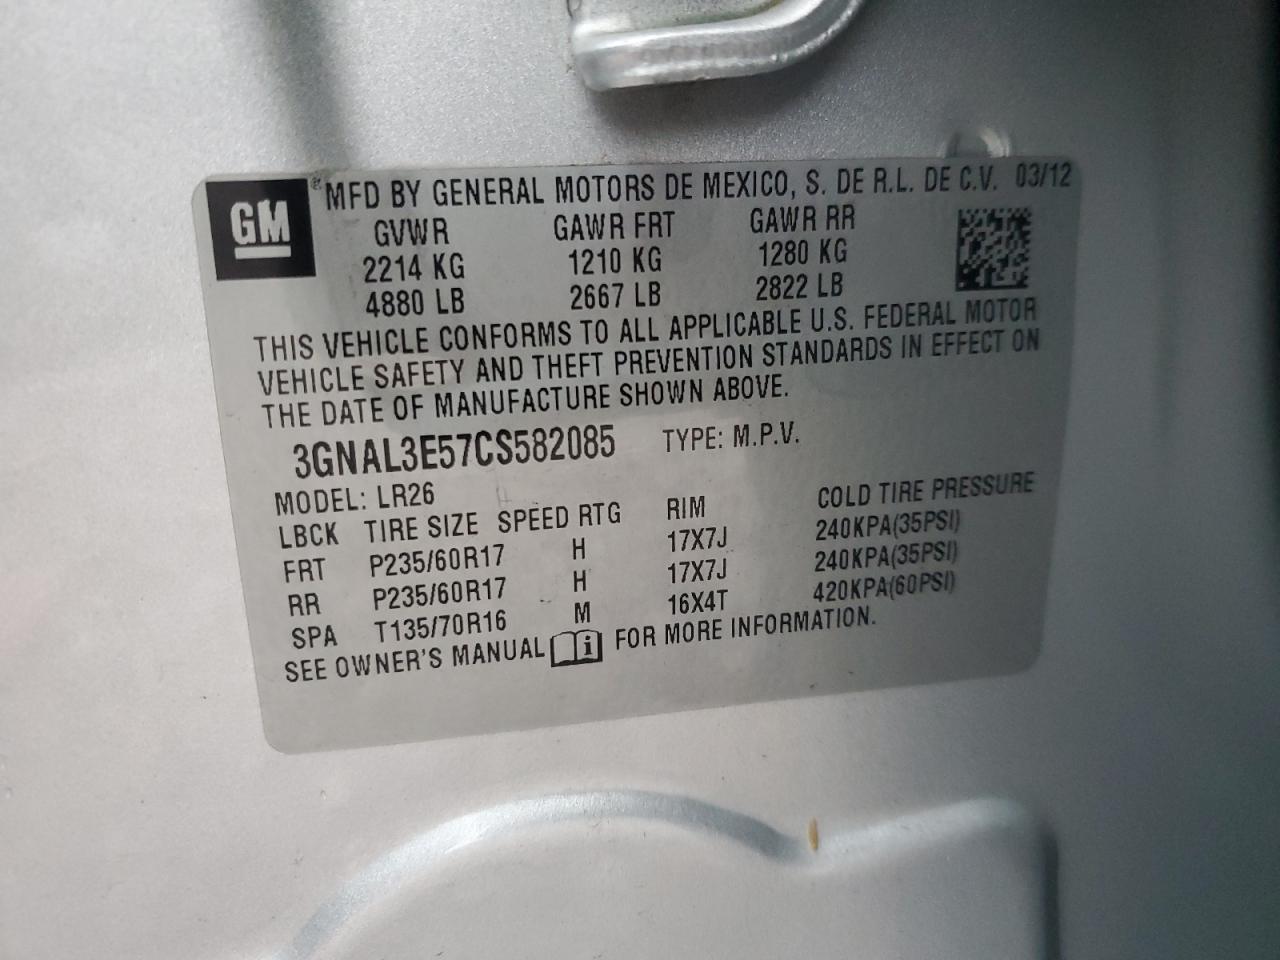 GM® MFD BY GENERAL MOTORS DE MEXICO, S. DE R.L. DE C.V. 03/12
GVWR GAWR FRT GAWR RR
2214 KG 1210 KG 1280 KG
4880 LB 2667 LB 2822 LB
THIS VEHICLE CONFORMS TO ALL APPLICABLE U.S. FEDERAL MOTOR
VEHICLE SAFETY AND THEFT PREVENTION STANDARDS IN EFFECT ON
THE DATE OF MANUFACTURE SHOWN ABOVE.
3GNAL3E57CS582085 TYPE: M.P.V.
MODEL: LR26
LBCK TIRE SIZE SPEED RTG RIM COLD TIRE PRESSURE
FRT P235/60R17 H 17X7J 240KPA(35PSI)
RR P235/60R17 H 17X7J 240KPA(35PSI)
SPA T135/70R16 M 16X4T 420KPA(60PSI)
SEE OWNER'S MANUAL i FOR MORE INFORMATION.